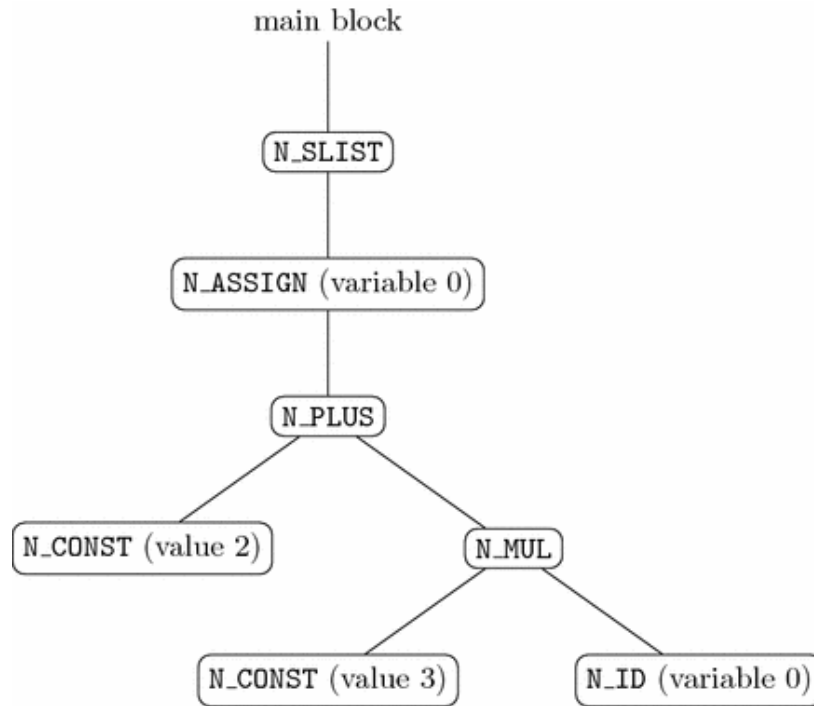 main block
N_SLIST
N_ASSIGN (variable 0)
N_PLUS
N_CONST (value 2)
N_MUL
N_CONST (value 3)
N_ID (variable 0)